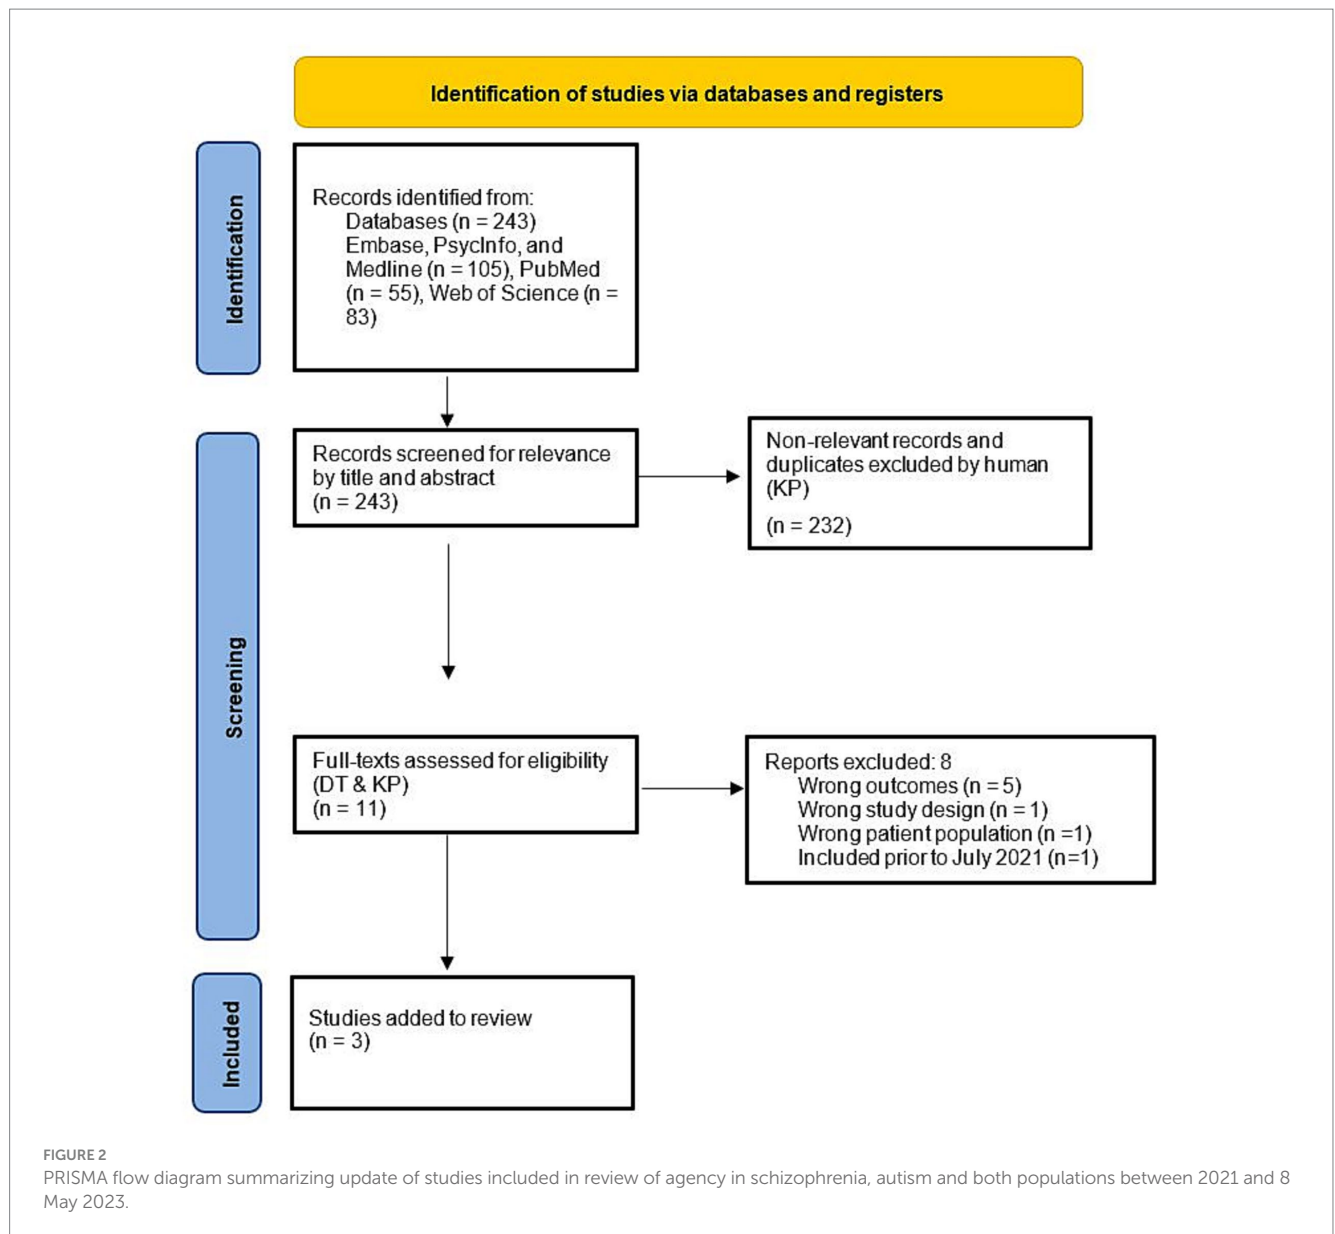 Identification of studies via databases and registers
Identification
Records identified from:
Databases (n = 243)
Embase, PsycInfo, and
Medline (n = 105), PubMed
(n = 55), Web of Science (n =
83)
Screening
Records screened for relevance
by title and abstract
(n = 243)
Non-relevant records and
duplicates excluded by human
(KP)
(n = 232)
Full-texts assessed for eligibility
(DT & KP)
(n = 11)
Reports excluded: 8
Wrong outcomes (n = 5)
Wrong study design (n = 1)
Wrong patient population (n =1)
Included prior to July 2021 (n=1)
Included
Studies added to review
(n = 3)
FIGURE 2
PRISMA flow diagram summarizing update of studies included in review of agency in schizophrenia, autism and both populations between 2021 and 8
May 2023.